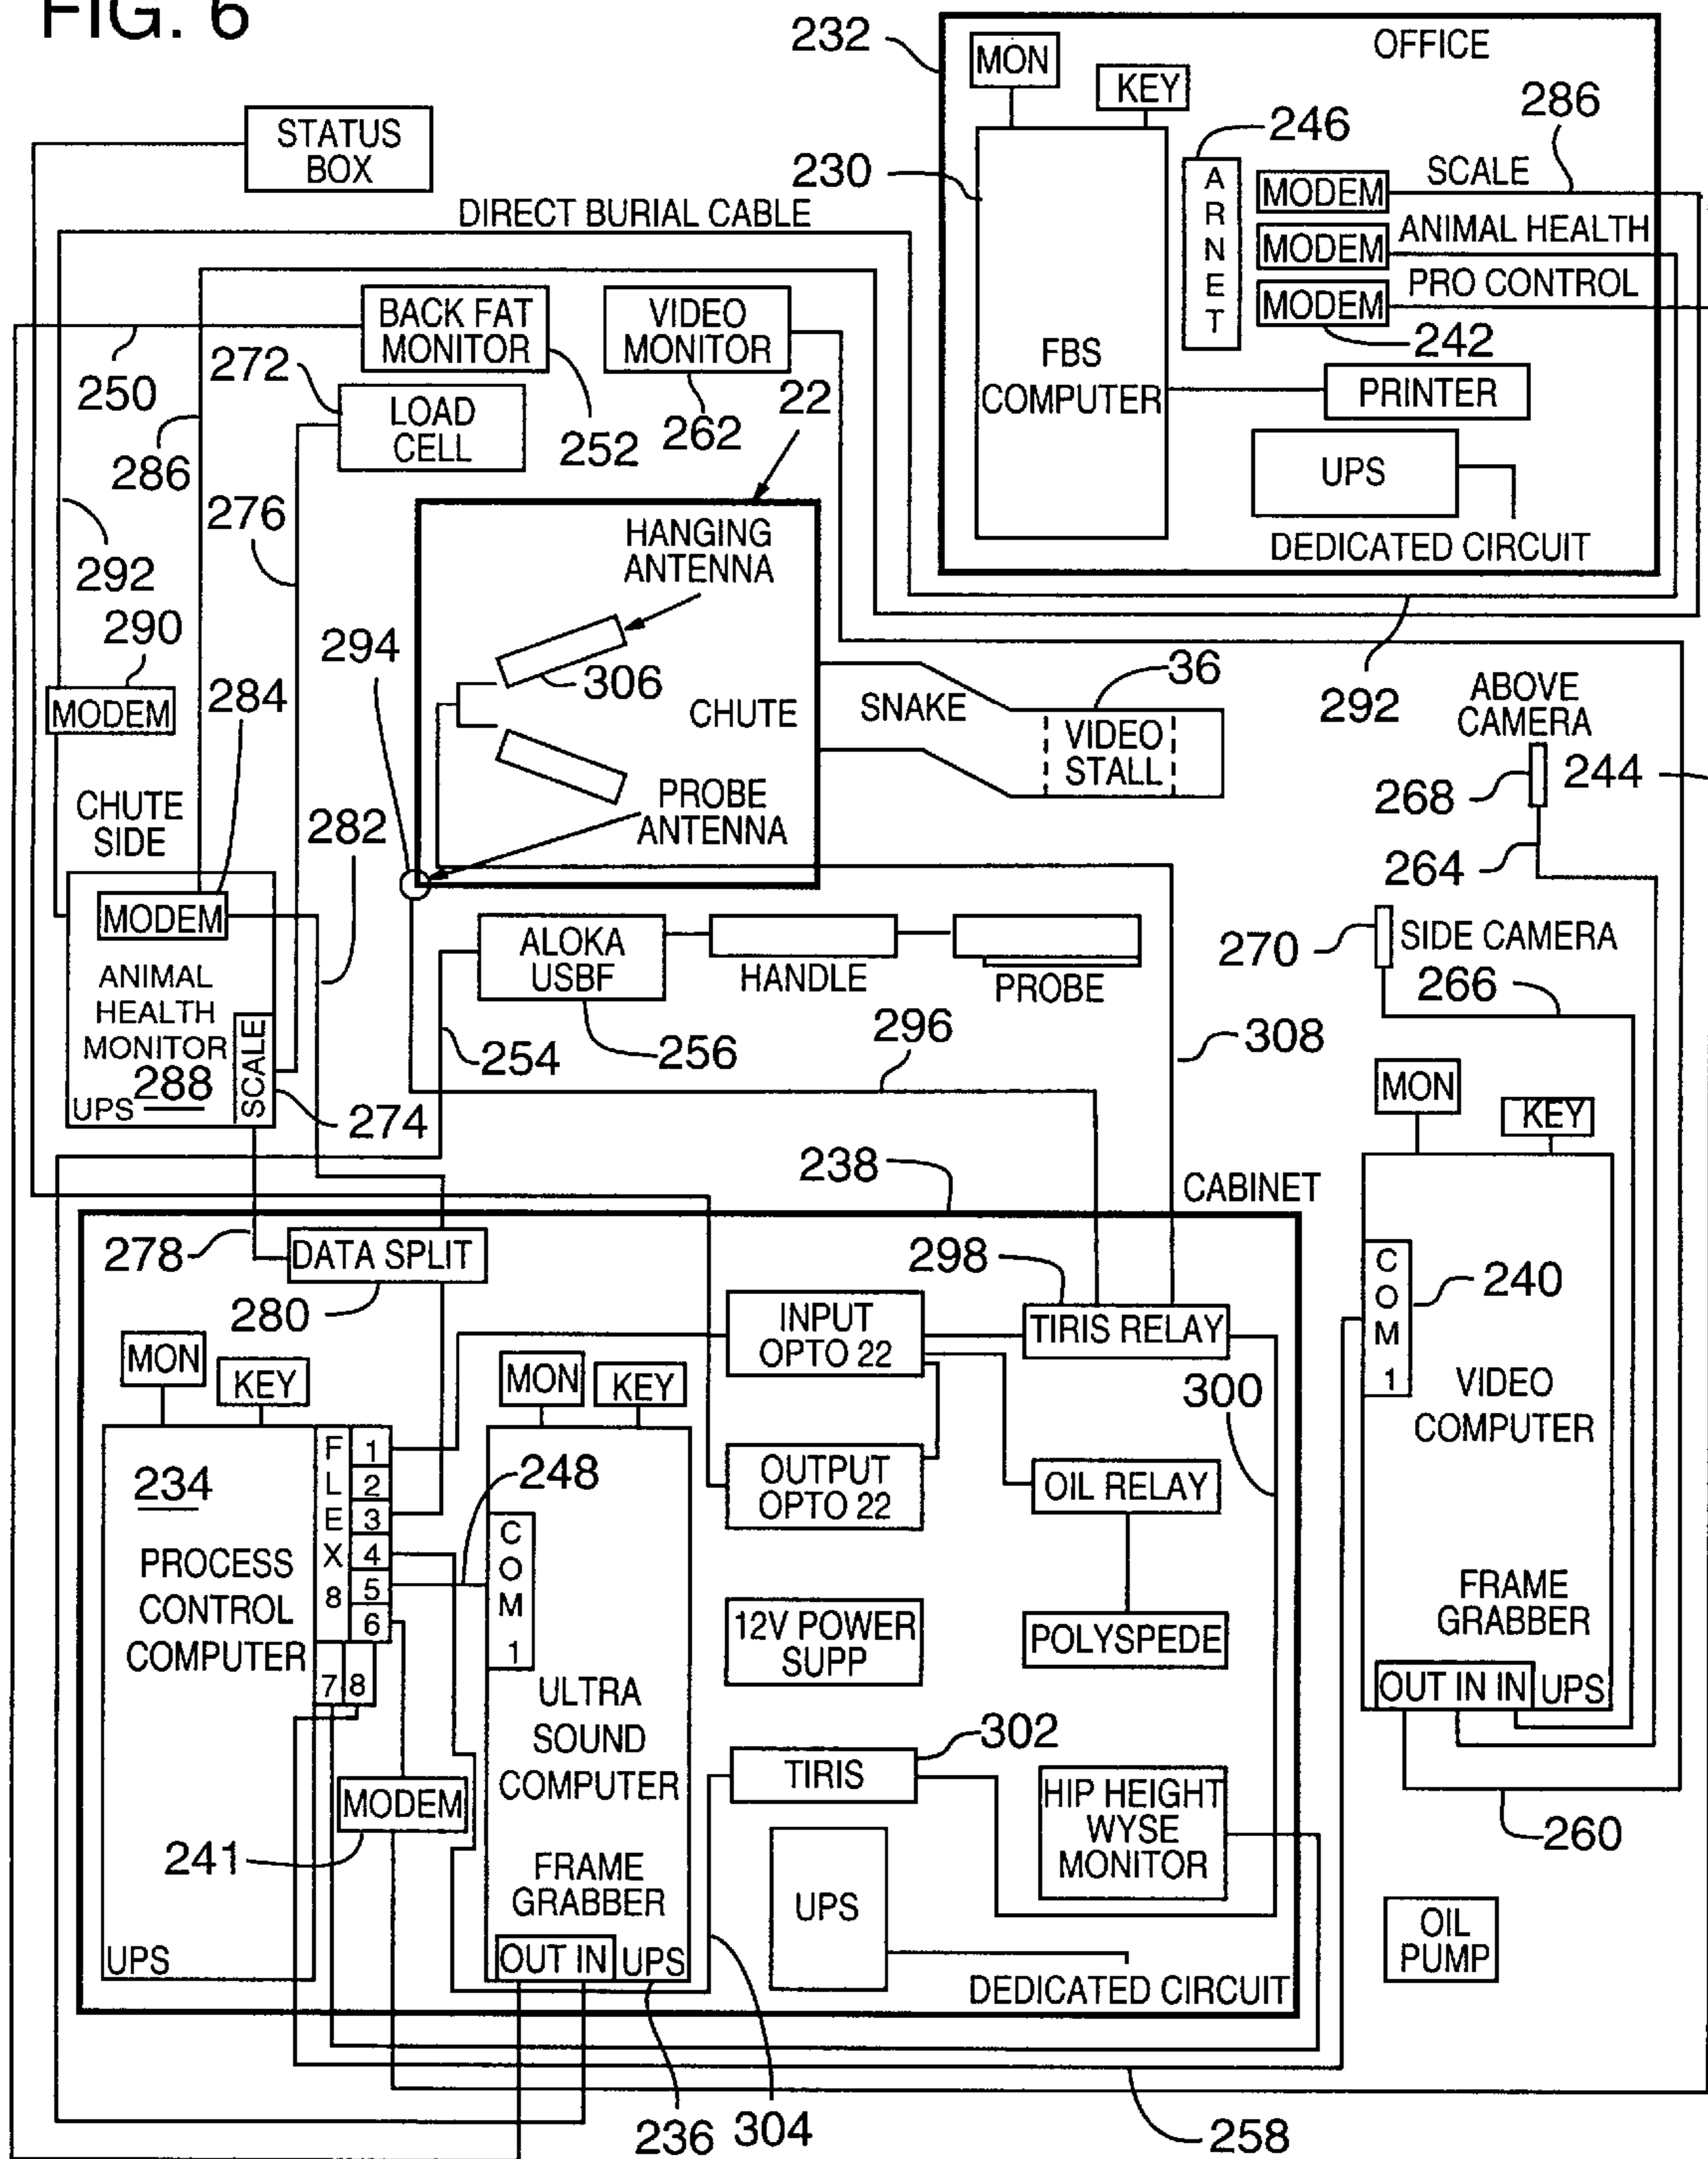 FIG. 6
232
MON
KEY
OFFICE
246
286
230
ARNET
MODEM
SCALE
MODEM
ANIMAL HEALTH
MODEM
PRO CONTROL
242
FBS
COMPUTER
PRINTER
UPS
DEDICATED CIRCUIT
STATUS
BOX
DIRECT BURIAL CABLE
BACK FAT
MONITOR
VIDEO
MONITOR
250
272
LOAD
CELL
252
262
22
286
276
292
HANGING
ANTENNA
290
294
306
MODEM
284
CHUTE
SNAKE
36
VIDEO
STALL
292
ABOVE
CAMERA
268
244
264
PROBE
ANTENNA
CHUTE
SIDE
282
MODEM
ANIMAL
HEALTH
MONITOR
288
UPS
SCALE
274
ALOKA
USBF
HANDLE
PROBE
270
SIDE CAMERA
266
254
256
296
308
MON
KEY
238
CABINET
278
DATA SPLIT
280
298
INPUT
OPTO 22
TIRIS RELAY
COM 1
240
VIDEO
COMPUTER
FRAME
GRABBER
OUT IN IN
UPS
MON
KEY
MON
KEY
300
234
PROCESS
CONTROL
COMPUTER
FLEX 8
1
2
3
4
5
6
7
8
248
COM 1
OUTPUT
OPTO 22
OIL RELAY
12V POWER
SUPP
POLYSPEDE
ULTRA
SOUND
COMPUTER
302
TIRIS
MODEM
241
HIP HEIGHT
WYSE
MONITOR
260
FRAME
GRABBER
UPS
OIL
PUMP
UPS
OUT IN
UPS
DEDICATED CIRCUIT
236
304
258